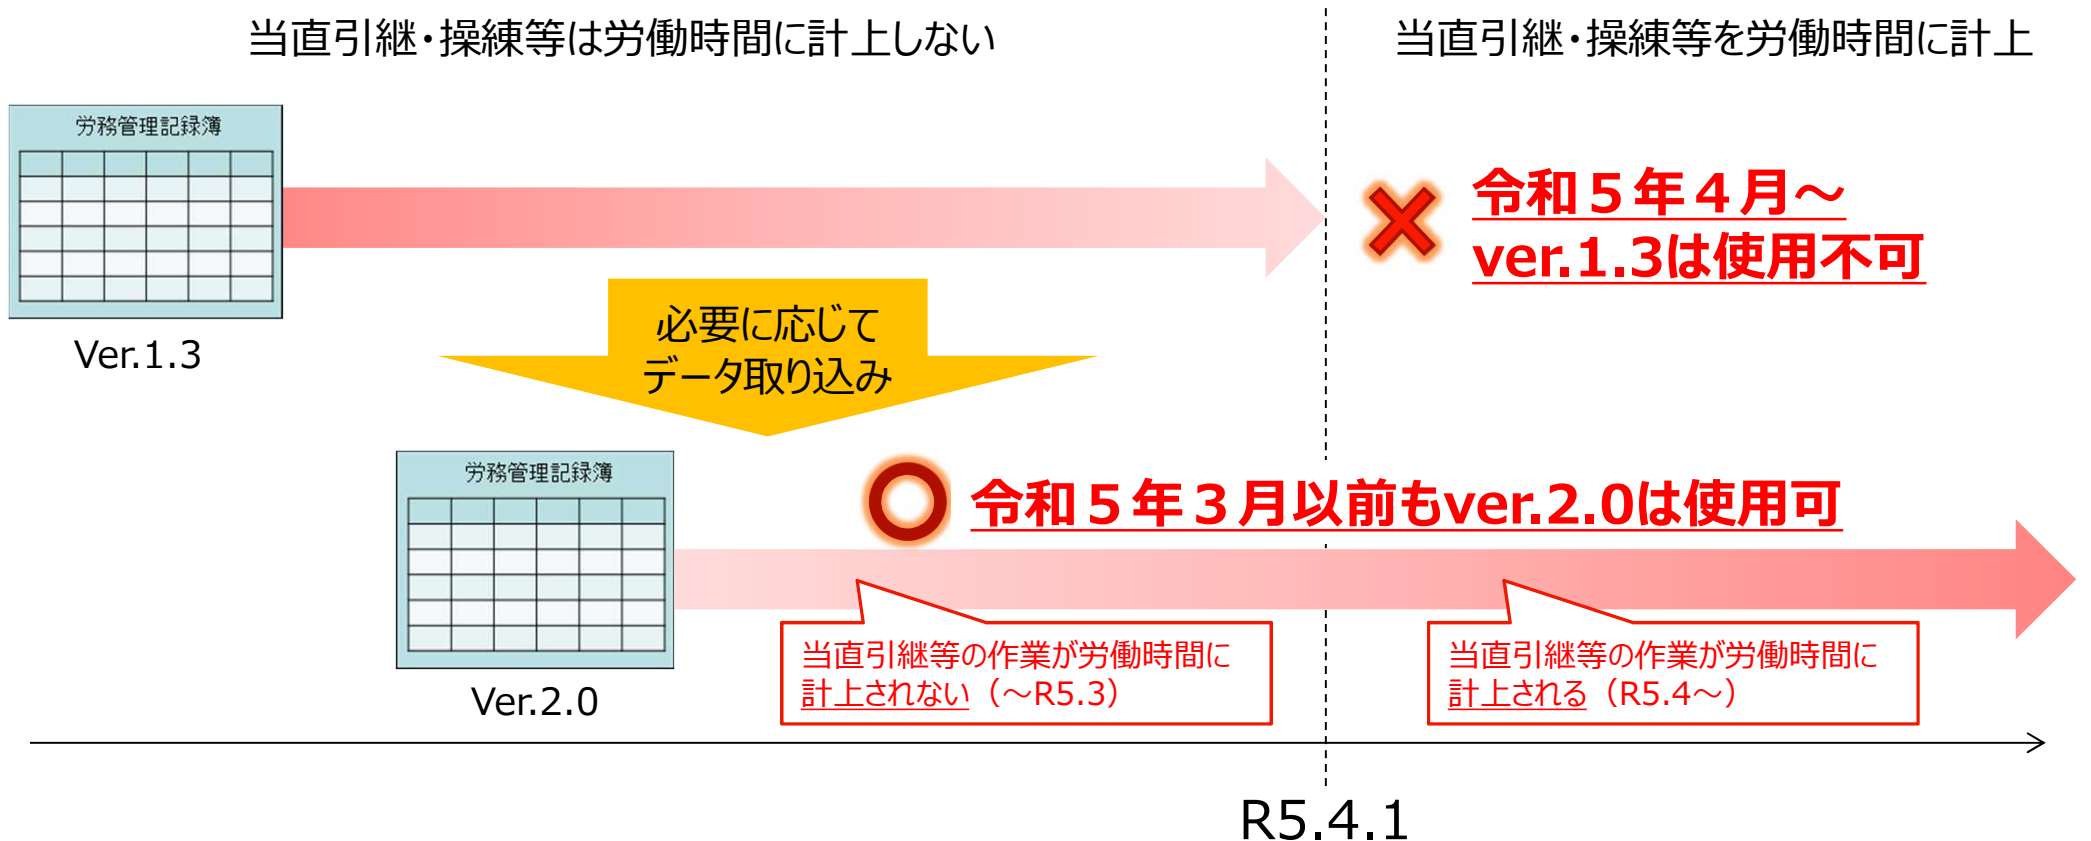 当直引継・操練等は労働時間に計上しない
当直引継・操練等を労働時間に計上
労務管理記録簿
Ver.1.3
令和５年４月～
ver.1.3は使用不可
必要に応じて
データ取り込み
労務管理記録簿
Ver.2.0
令和５年３月以前もver.2.0は使用可
当直引継等の作業が労働時間に
計上されない（～R5.3）
当直引継等の作業が労働時間に
計上される（R5.4～）
R5.4.1